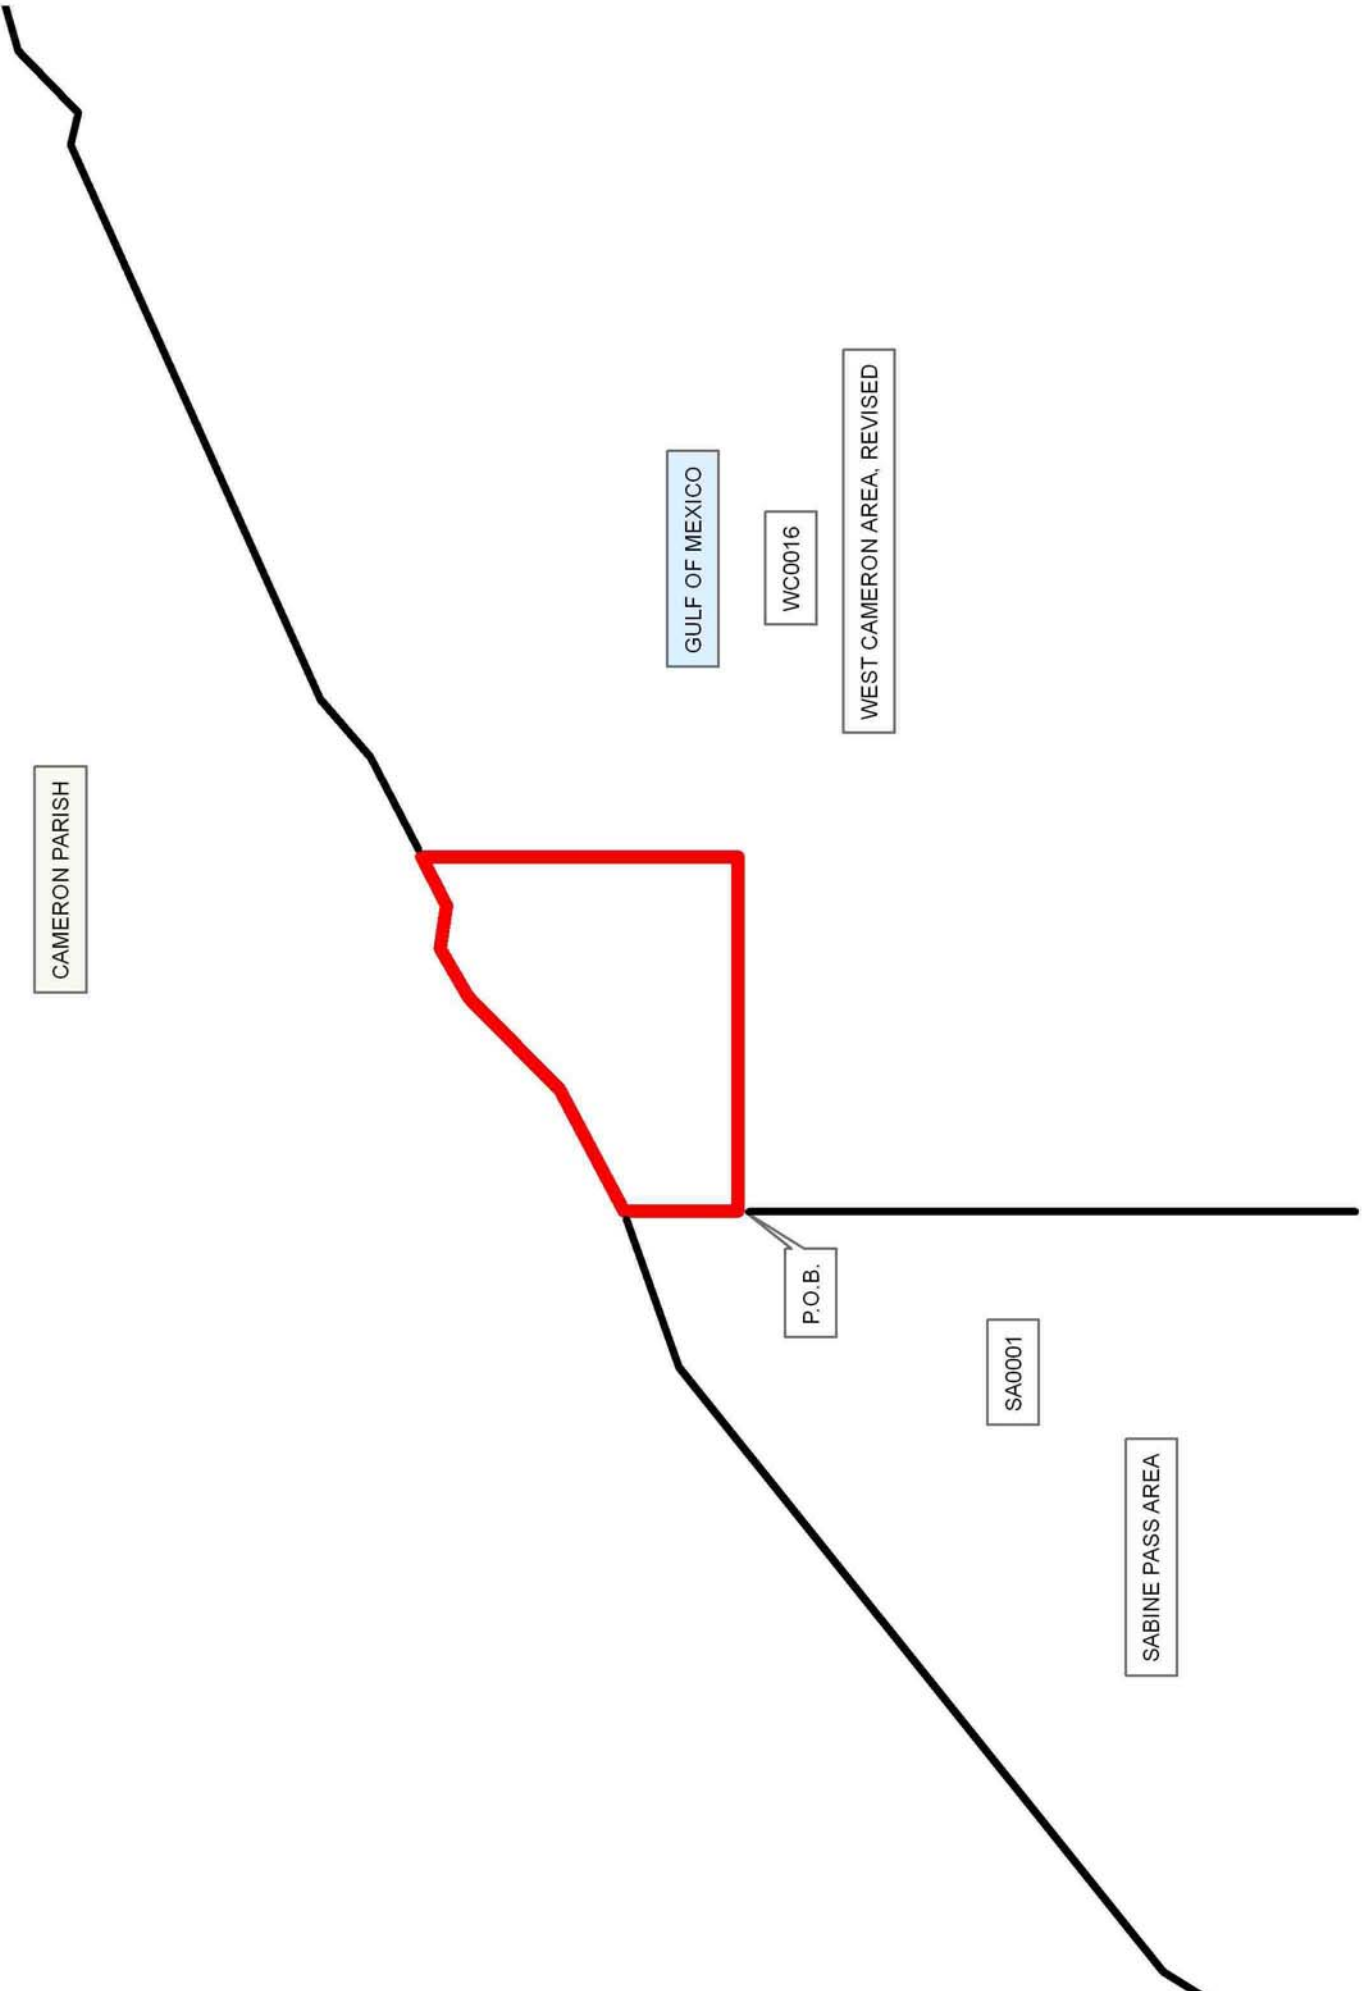 CAMERON PARISH
GULF OF MEXICO
WC0016
WEST CAMERON AREA, REVISED
P.O.B.
SA0001
SABINE PASS AREA